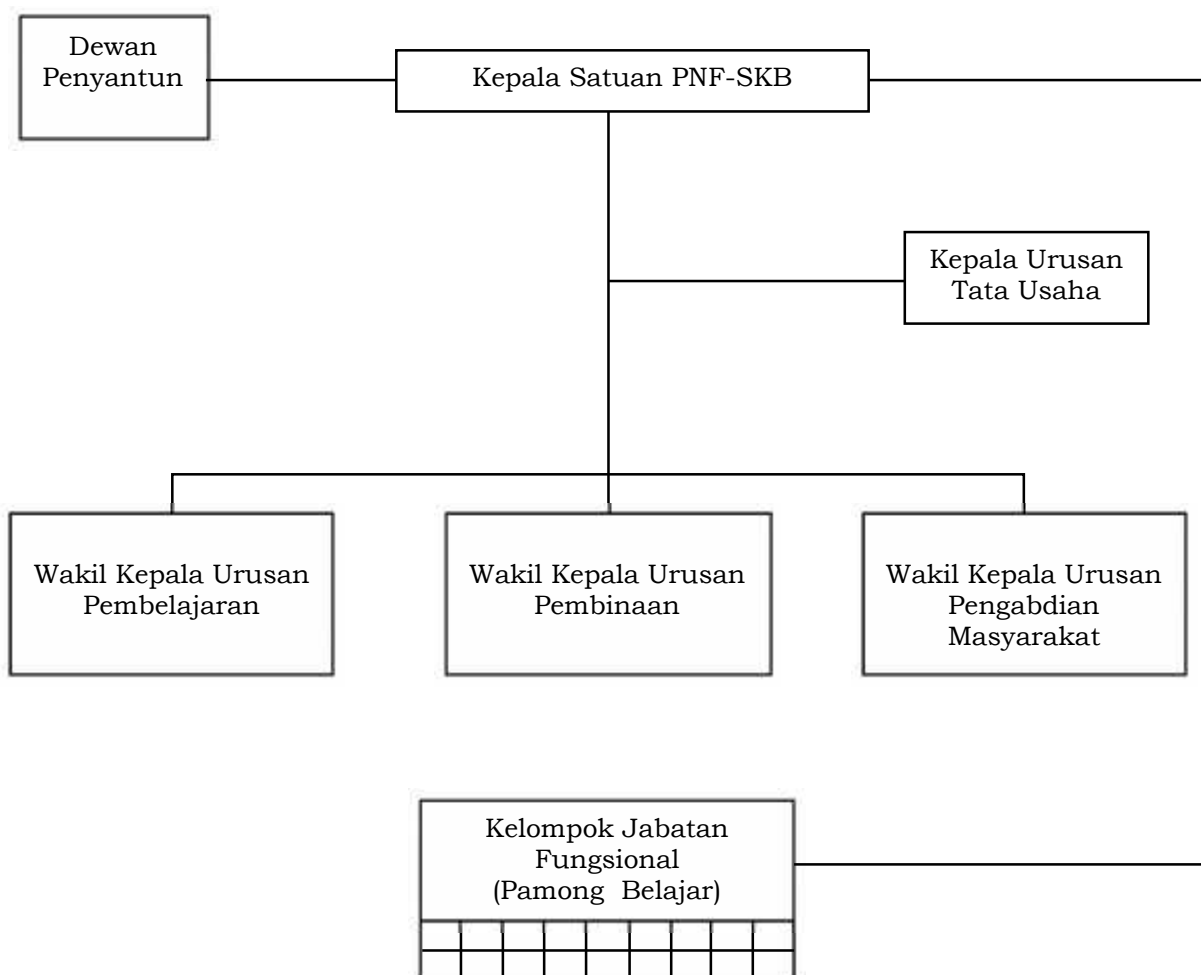 Dewan
Penyantun
Kepala Satuan PNF-SKB
Kepala Urusan
Tata Usaha
Wakil Kepala Urusan
Pembelajaran
Wakil Kepala Urusan
Pembinaan
Wakil Kepala Urusan
Pengabdian
Masyarakat
Kelompok Jabatan
Fungsional
(Pamong Belajar)